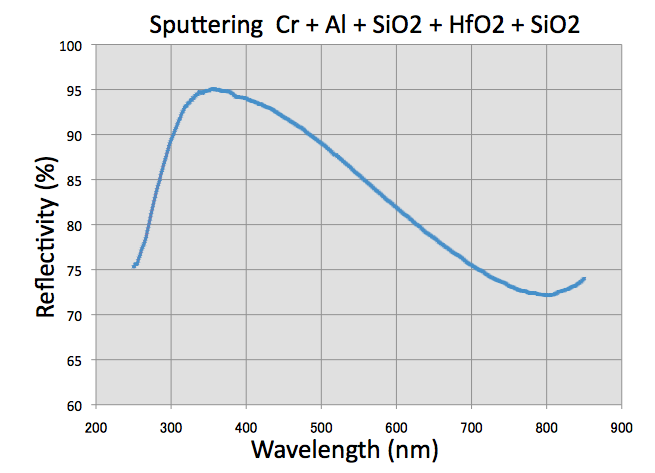 Sputtering  Cr + Al + SiO2 + HfO2 + SiO2
Reflectivity (%)
100
95
90
85
80
75
70
65
60
200 300 400 500 600 700 800 900
Wavelength (nm)